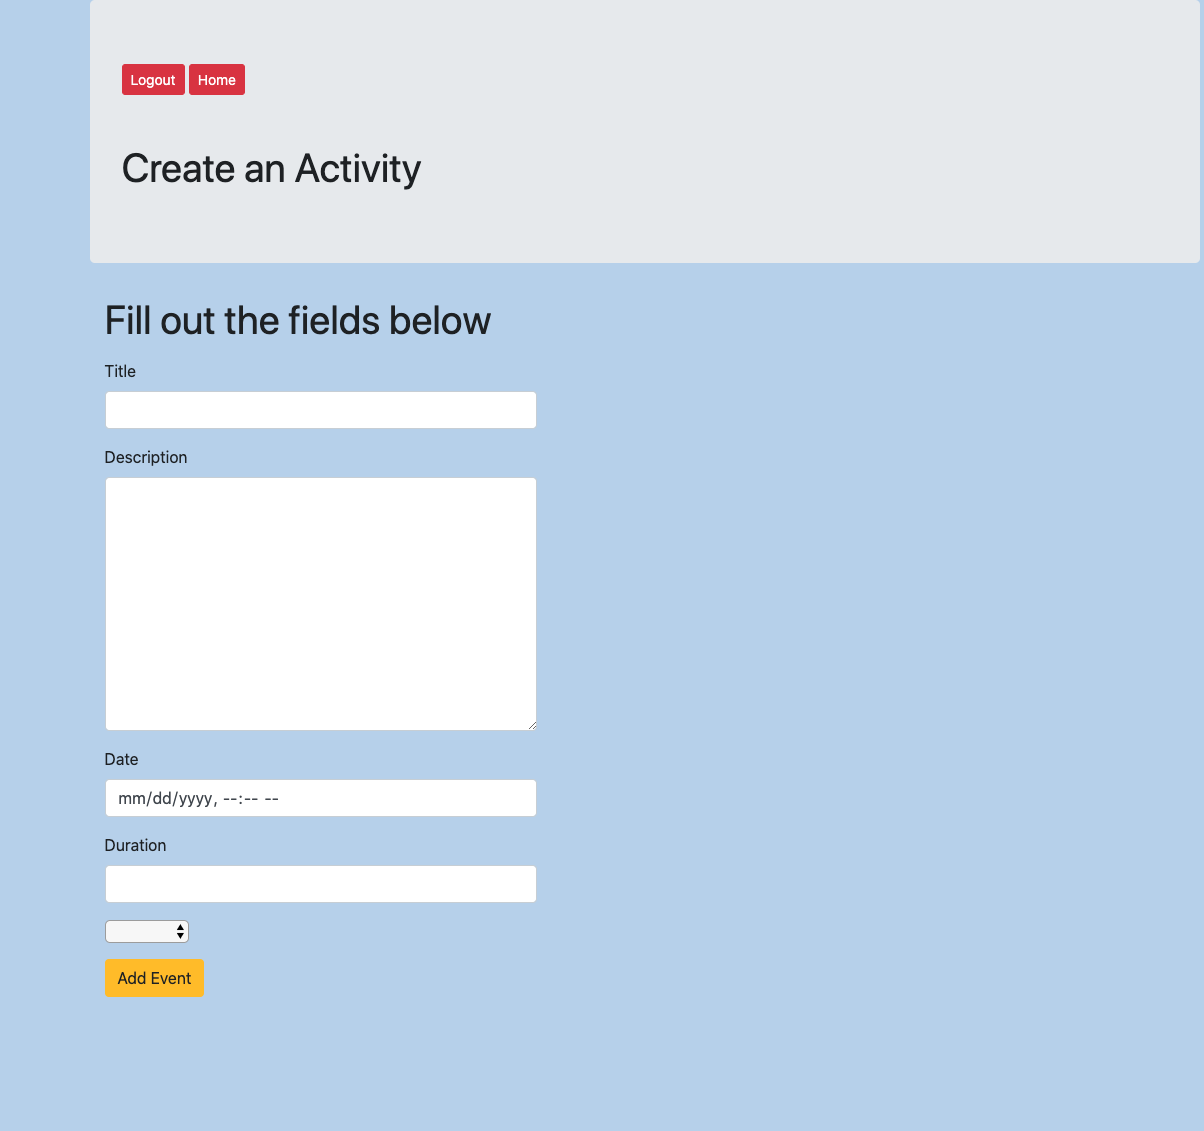 Logout Home
Create an Activity
Fill out the fields below
Title
Description
Date
mm/dd/yyyy, --:-- --
Duration
Add Event